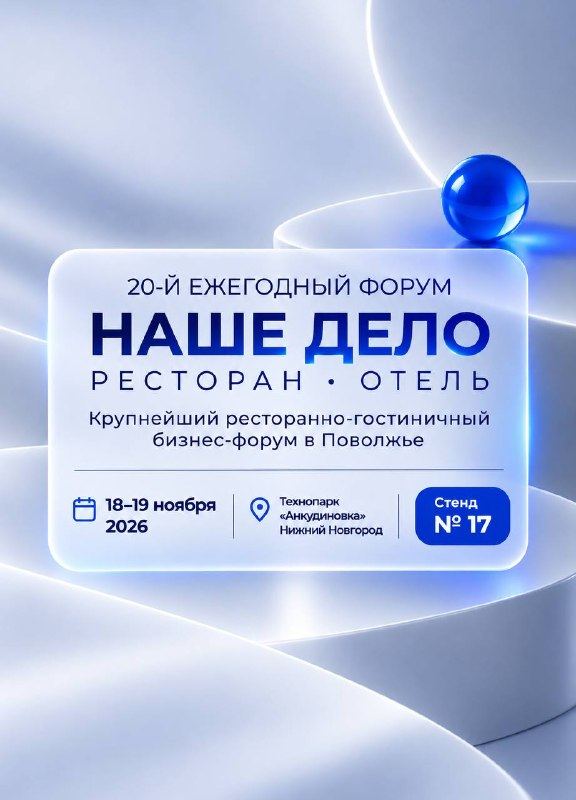 20-Й ЕЖЕГОДНЫЙ ФОРУМ
НАШЕ ДЕЛО
РЕСТОРАН • ОТЕЛЬ
Крупнейший ресторанно-гостиничный
бизнес-форум в Поволжье
18–19 ноября
2026
Технопарк
«Анкудиновка»
Нижний Новгород
Стенд
№ 17